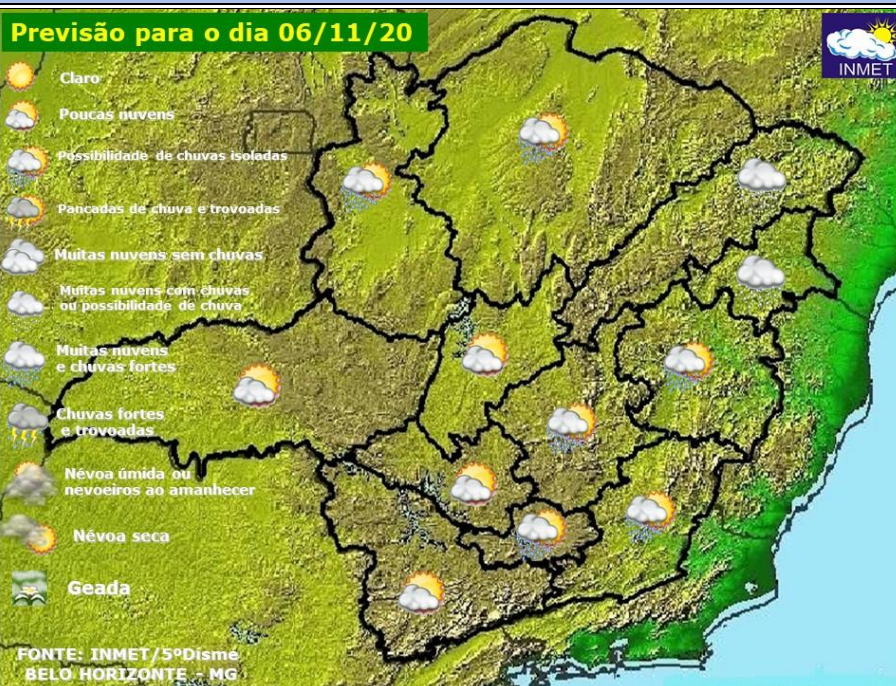 Previsão para o dia 06/11/20
INMET
Claro
Poucas nuvens
Possibilidade de chuvas isoladas
Pancadas de chuva e trovoadas
Muitas nuvens sem chuvas
Muitas nuvens com chuvas
ou possibilidade de chuva
Muitas nuvens
e chuvas fortes
Chuvas fortes
e trovoadas
Névoa úmida ou
nevoeiros ao amanhecer
Névoa seca
Geada
FONTE: INMET/5ºDisme
BELO HORIZONTE - MG